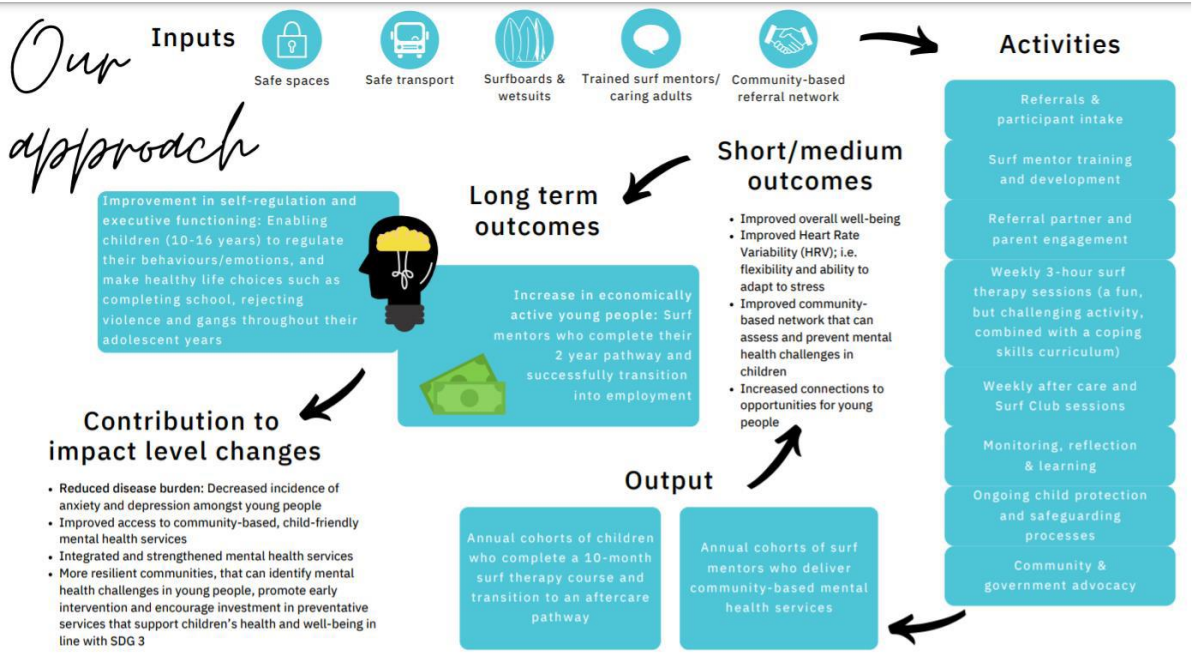 Our
approach
Inputs
Safe spaces
Safe transport
Surfboards &
wetsuits
Trained surf mentors/
caring adults
Community-based
referral network
Activities
Referrals &
participant intake
Surf mentor training
and development
Referral partner and
parent engagement
Weekly 3-hour surf
therapy sessions (a fun,
but challenging activity,
combined with a coping
skills curriculum)
Weekly after care and
Surf Club sessions
Monitoring, reflection
& learning
Ongoing child protection
and safeguarding
processes
Community &
government advocacy
Output
Annual cohorts of children
who complete a 10-month
surf therapy course and
transition to an aftercare
pathway
Annual cohorts of surf
mentors who deliver
community-based mental
health services
Short/medium
outcomes
• Improved overall well-being
• Improved Heart Rate
Variability (HRV); i.e.
flexibility and ability to
adapt to stress
• Improved community-
based network that can
assess and prevent mental
health challenges in
children
• Increased connections to
opportunities for young
people
Long term
outcomes
Improvement in self-regulation and
executive functioning: Enabling
children (10-16 years) to regulate
their behaviours/emotions, and
make healthy life choices such as
completing school, rejecting
violence and gangs throughout their
adolescent years
Increase in economically
active young people: Surf
mentors who complete their
2 year pathway and
successfully transition
into employment
Contribution to
impact level changes
• Reduced disease burden: Decreased incidence of
anxiety and depression amongst young people
• Improved access to community-based, child-friendly
mental health services
• Integrated and strengthened mental health services
• More resilient communities, that can identify mental
health challenges in young people, promote early
intervention and encourage investment in preventative
services that support children's health and well-being in
line with SDG 3